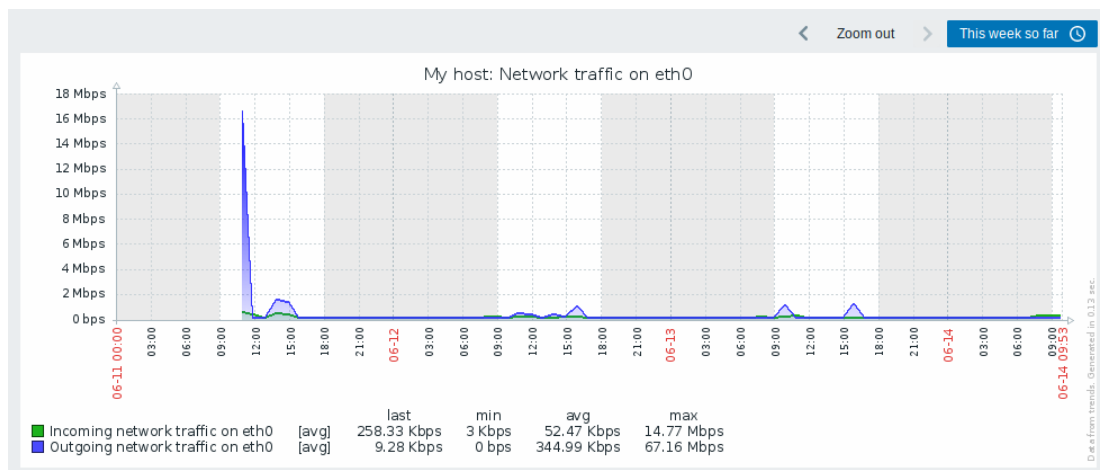 Zoom out
This week so far
My host: Network traffic on eth0
18 Mbps
16 Mbps
14 Mbps
12 Mbps
10 Mbps
8 Mbps
6 Mbps
4 Mbps
2 Mbps
0 bps
06-11 00:00
03:00
06:00
09:00
12:00
15:00
18:00
21:00
06-12
03:00
06:00
09:00
12:00
15:00
18:00
21:00
06-13
03:00
06:00
09:00
12:00
15:00
18:00
21:00
06-14
03:00
06:00
09:00
06-14 09:53
last min avg max
Incoming network traffic on eth0 [avg] 258.33 Kbps 3 Kbps 52.47 Kbps 14.77 Mbps
Outgoing network traffic on eth0 [avg] 9.28 Kbps 0 bps 344.99 Kbps 67.16 Mbps
Data from trends. Generated in 0.13 sec.